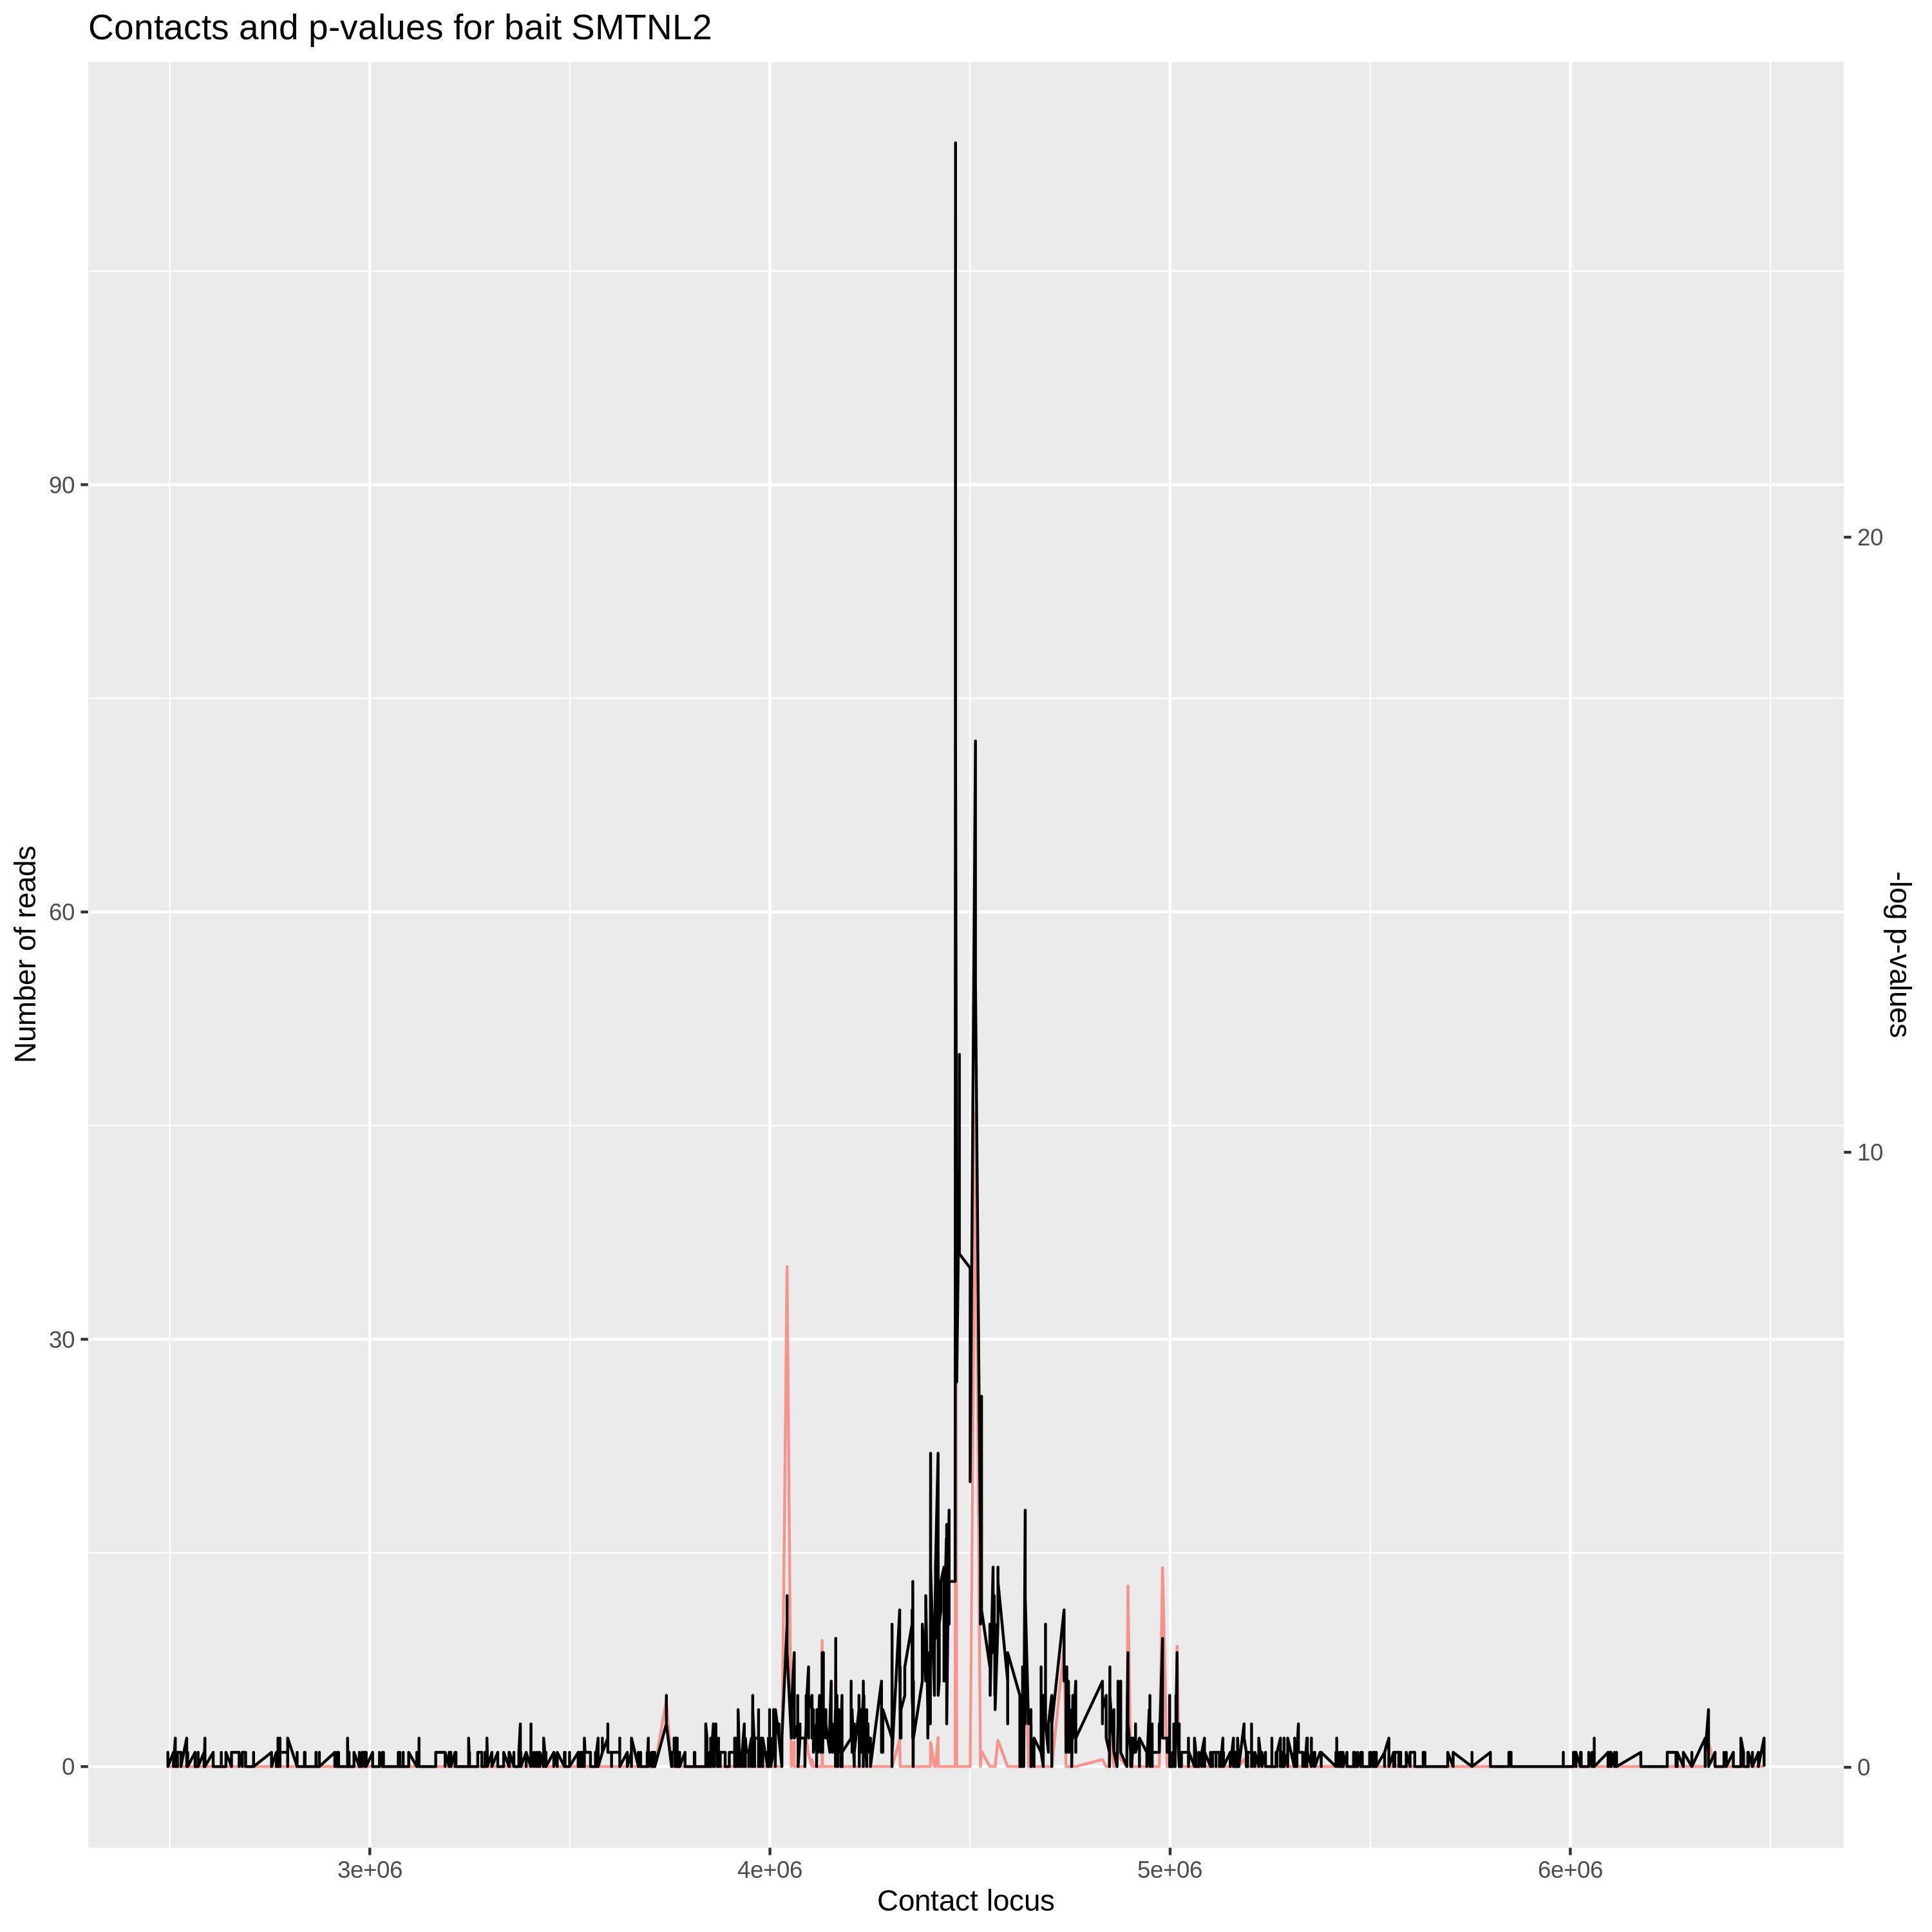 Contacts and p-values for bait SMTNL2
90
60
30
0
20
10
0
Number of reads
-log p-values
3e+06
4e+06
5e+06
6e+06
Contact locus